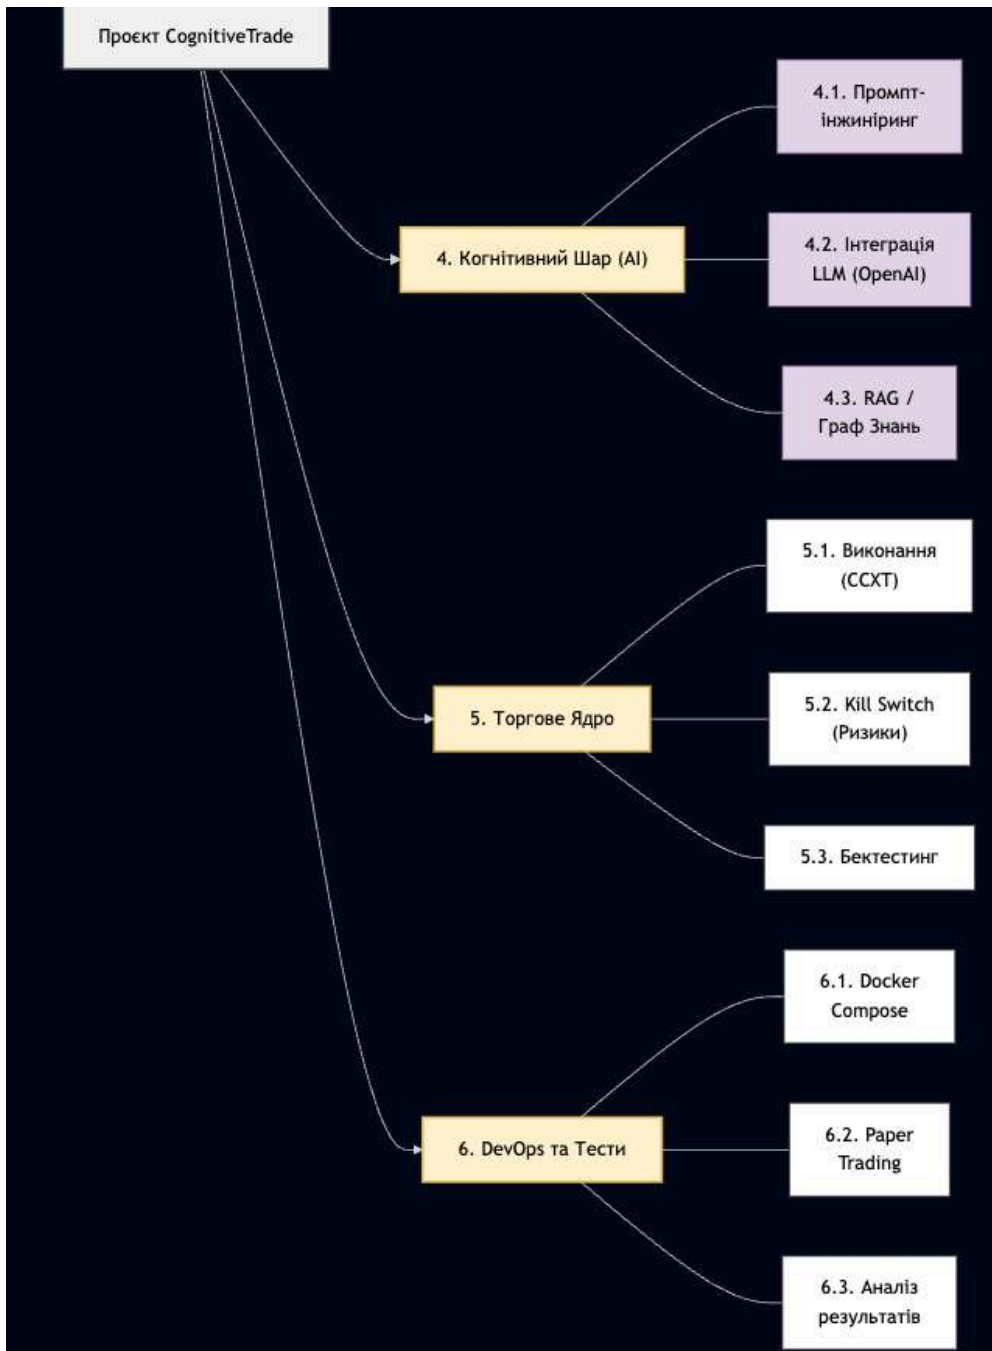 Проєкт CognitiveTrade
4.1. Промпт-
інжиніринг
4. Когнітивний Шар (AI)
4.2. Інтеграція
LLM (OpenAI)
4.3. RAG /
Граф Знань
5.1. Виконання
(CCXT)
5. Торгове Ядро
5.2. Kill Switch
(Ризики)
5.3. Бектестинг
6.1. Docker
Compose
6. DevOps та Тести
6.2. Paper
Trading
6.3. Аналіз
результатів